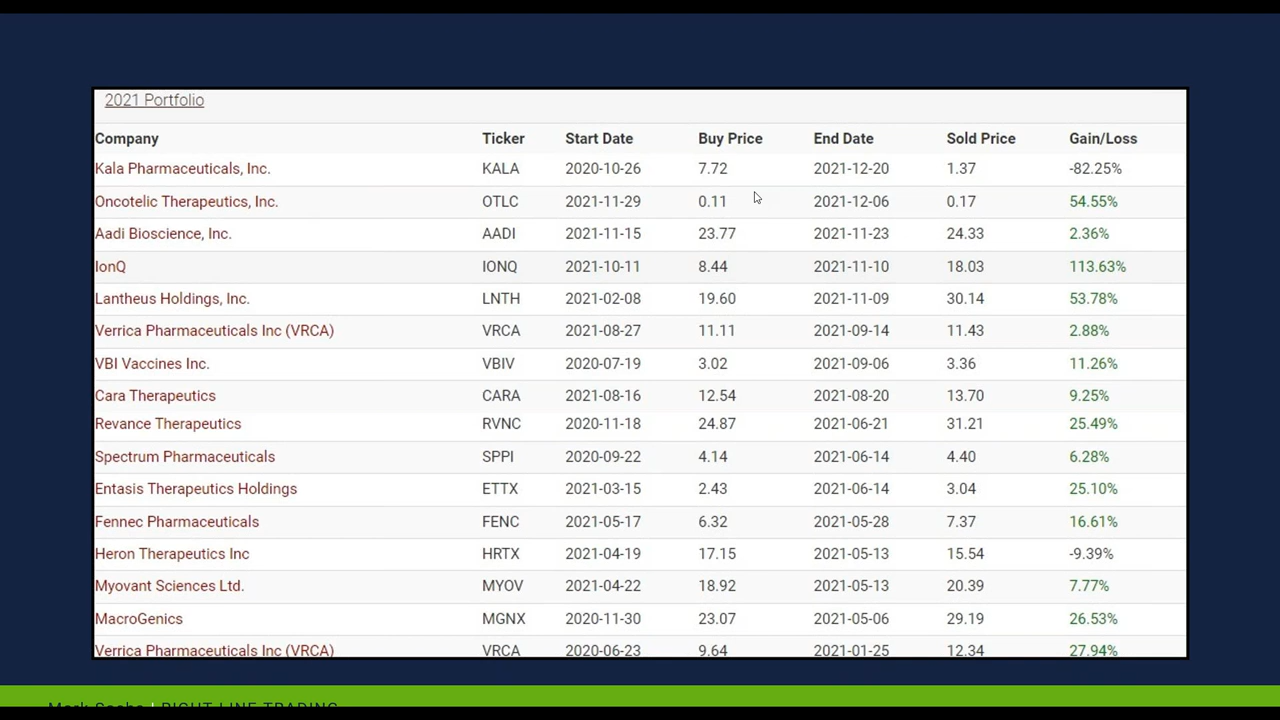 2021 Portfolio
Company Ticker Start Date Buy Price End Date Sold Price Gain/Loss
Kala Pharmaceuticals, Inc. KALA 2020-10-26 7.72 2021-12-20 1.37 -82.25%
Oncotelic Therapeutics, Inc. OTLC 2021-11-29 0.11 2021-12-06 0.17 54.55%
Aadi Bioscience, Inc. AADI 2021-11-15 23.77 2021-11-23 24.33 2.36%
IonQ IONQ 2021-10-11 8.44 2021-11-10 18.03 113.63%
Lantheus Holdings, Inc. LNTH 2021-02-08 19.60 2021-11-09 30.14 53.78%
Verrica Pharmaceuticals Inc (VRCA) VRCA 2021-08-27 11.11 2021-09-14 11.43 2.88%
VBI Vaccines Inc. VBIV 2020-07-19 3.02 2021-09-06 3.36 11.26%
Cara Therapeutics CARA 2021-08-16 12.54 2021-08-20 13.70 9.25%
Revance Therapeutics RVNC 2020-11-18 24.87 2021-06-21 31.21 25.49%
Spectrum Pharmaceuticals SPPI 2020-09-22 4.14 2021-06-14 4.40 6.28%
Entasis Therapeutics Holdings ETTX 2021-03-15 2.43 2021-06-14 3.04 25.10%
Fennec Pharmaceuticals FENC 2021-05-17 6.32 2021-05-28 7.37 16.61%
Heron Therapeutics Inc HRTX 2021-04-19 17.15 2021-05-13 15.54 -9.39%
Myovant Sciences Ltd. MYOV 2021-04-22 18.92 2021-05-13 20.39 7.77%
MacroGenics MGNX 2020-11-30 23.07 2021-05-06 29.19 26.53%
Verrica Pharmaceuticals Inc (VRCA) VRCA 2020-06-23 9.64 2021-01-25 12.34 27.94%
| RIGHT LINE TRADING